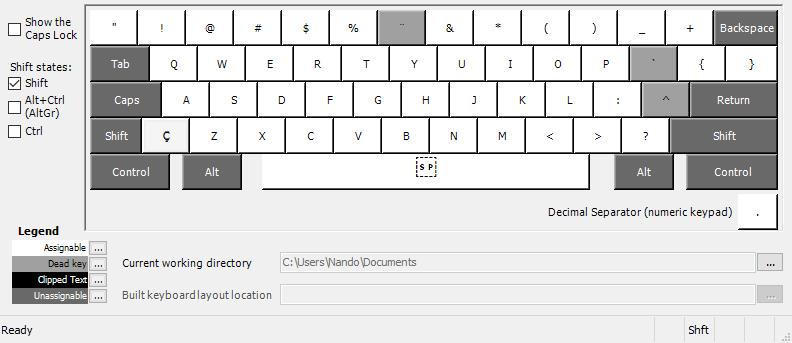 Show the
Caps Lock
Shift states:
Shift
Alt+Ctrl
(AltGr)
Ctrl
" ! @ # $ % ¨ & * ( ) _ + Backspace
Tab Q W E R T Y U I O P ` { }
Caps A S D F G H J K L : ^ Return
Shift Ç Z X C V B N M < > ? Shift
Control Alt SP Alt Control
Decimal Separator (numeric keypad) .
Legend
Assignable ...
Dead key ...
Clipped Text ...
Unassignable ...
Current working directory C:\Users\Nando\Documents ...
Built keyboard layout location ...
Ready Shft